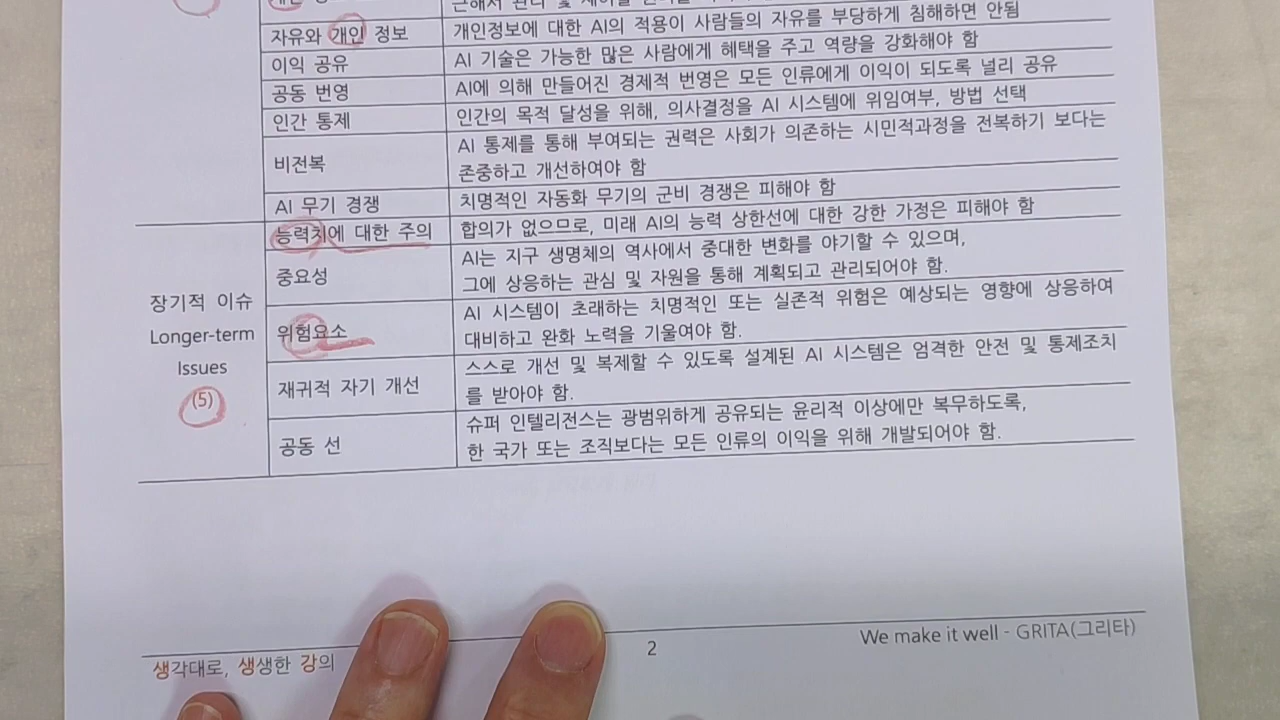 자유와 개인 정보 개인정보에 대한 AI의 적용이 사람들의 자유를 부당하게 침해하면 안됨
이익 공유 AI 기술은 가능한 많은 사람에게 혜택을 주고 역량을 강화해야 함
공동 번영 AI에 의해 만들어진 경제적 번영은 모든 인류에게 이익이 되도록 널리 공유
인간 통제 인간의 목적 달성을 위해, 의사결정을 AI 시스템에 위임여부, 방법 선택
비전복 AI 통제를 통해 부여되는 권력은 사회가 의존하는 시민적과정을 전복하기 보다는
존중하고 개선하여야 함
AI 무기 경쟁 치명적인 자동화 무기의 군비 경쟁은 피해야 함
장기적 이슈
Longer-term
Issues
(5)
능력치에 대한 주의 합의가 없으므로, 미래 AI의 능력 상한선에 대한 강한 가정은 피해야 함
중요성 AI는 지구 생명체의 역사에서 중대한 변화를 야기할 수 있으며,
그에 상응하는 관심 및 자원을 통해 계획되고 관리되어야 함.
위험요소 AI 시스템이 초래하는 치명적인 또는 실존적 위험은 예상되는 영향에 상응하여
대비하고 완화 노력을 기울여야 함.
재귀적 자기 개선 스스로 개선 및 복제할 수 있도록 설계된 AI 시스템은 엄격한 안전 및 통제조치
를 받아야 함.
공동 선 슈퍼 인텔리전스는 광범위하게 공유되는 윤리적 이상에만 복무하도록,
한 국가 또는 조직보다는 모든 인류의 이익을 위해 개발되어야 함.
생각대로, 생생한 강의
2
We make it well - GRITA(그리타)